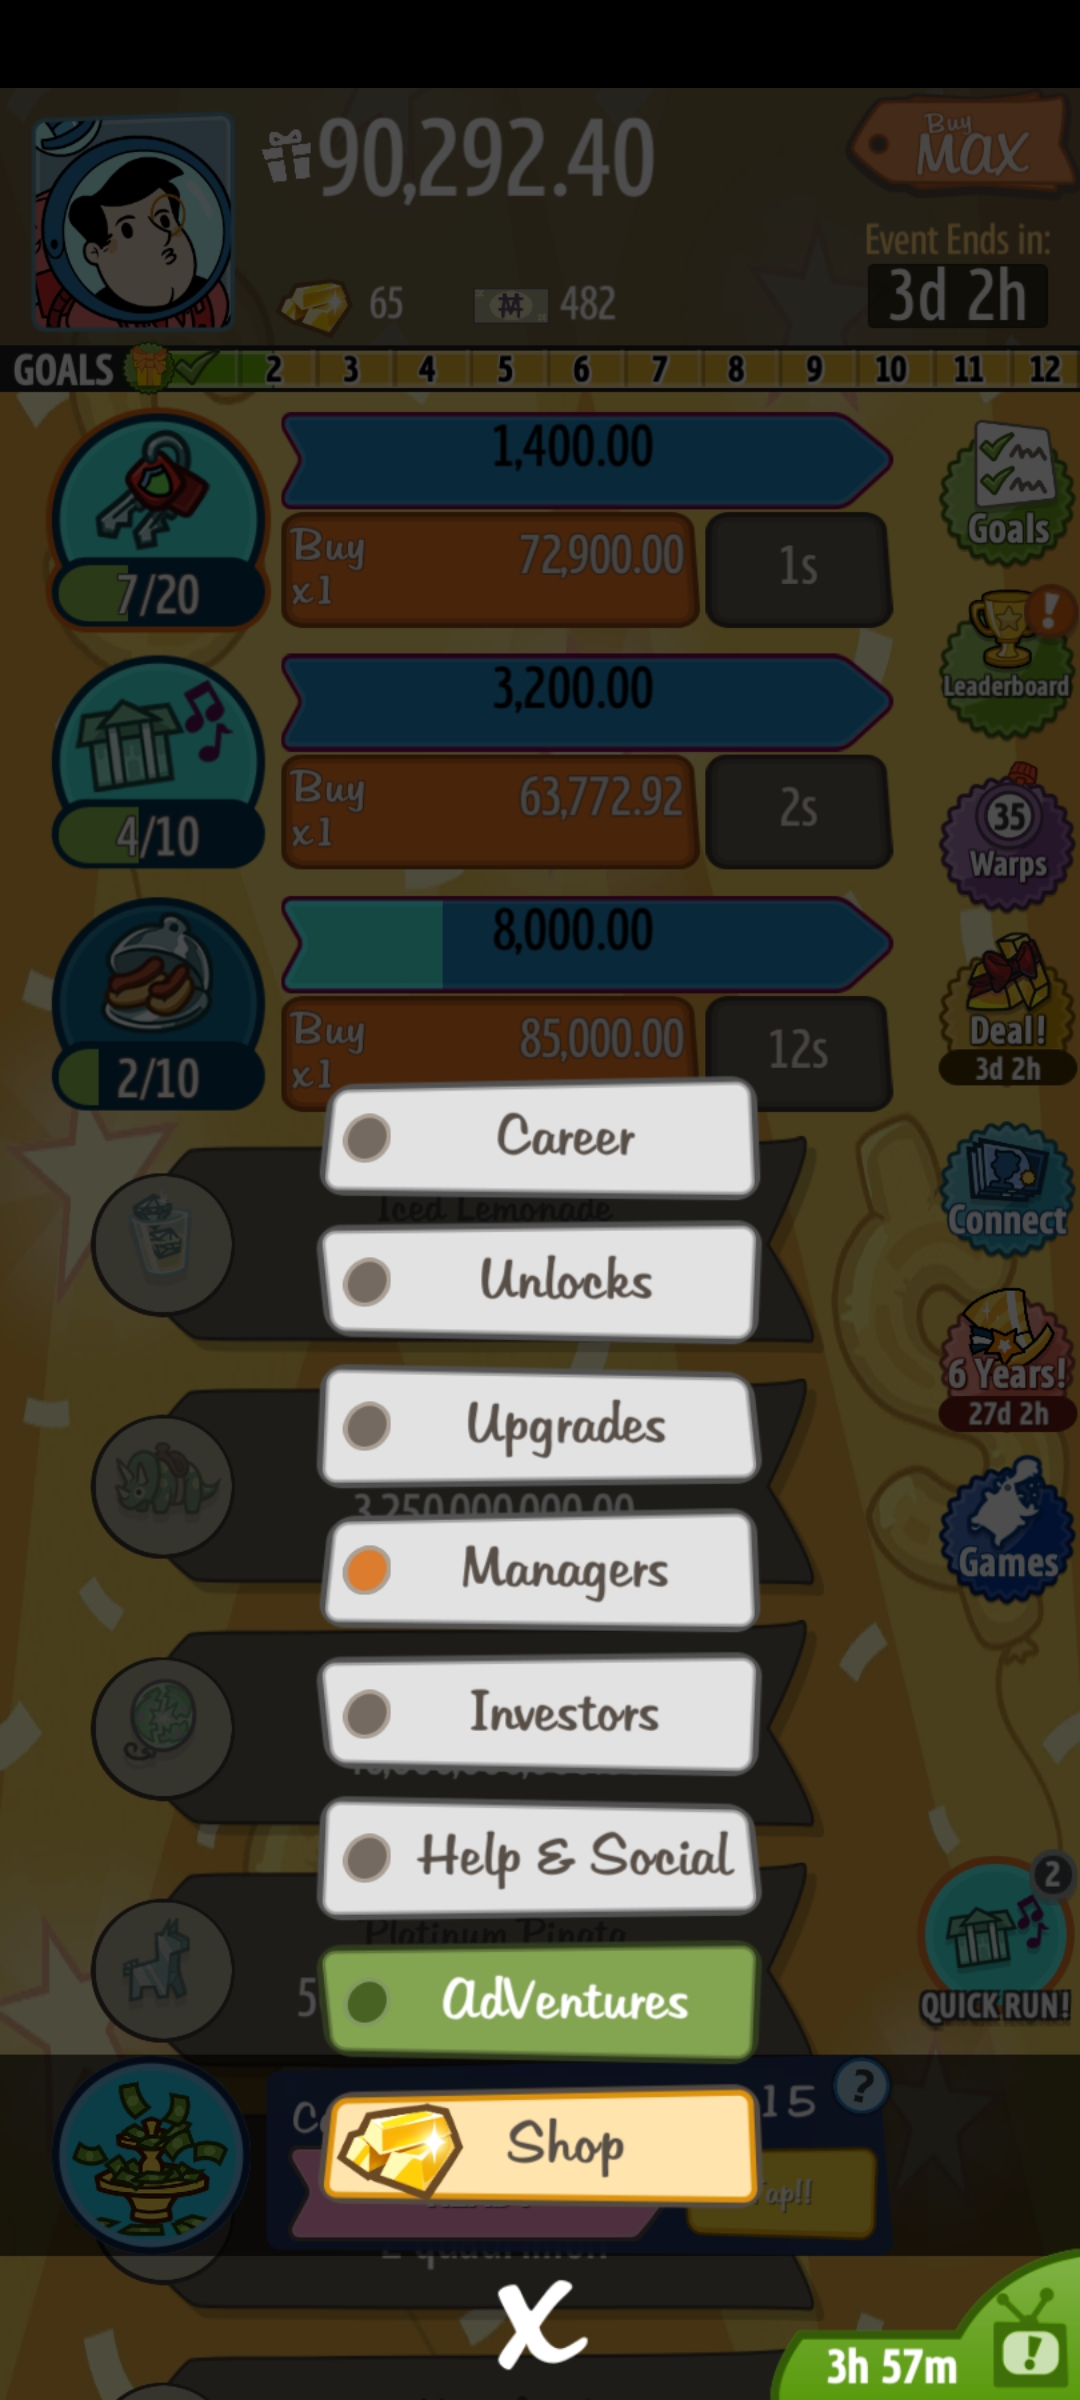 90,292.40
Buy
MAX
Event Ends in:
65
482
3d 2h
GOALS 2 3 4 5 6 7 8 9 10 11 12
1,400.00
Buy
x1
72,900.00
1s
7/20
Goals
3,200.00
Buy
x1
63,772.92
2s
4/10
Leaderboard
35
Warps
8,000.00
Buy
x1
85,000.00
12s
2/10
Deal!
3d 2h
Career
Iced Lemonade
Connect
Unlocks
6 Years!
27d 2h
Upgrades
3,250,000,000.00
Managers
Games
Investors
Help & Social
2
Platinum Pinata
5
AdVentures
QUICK RUN!
15
?
Shop
X
3h 57m
!